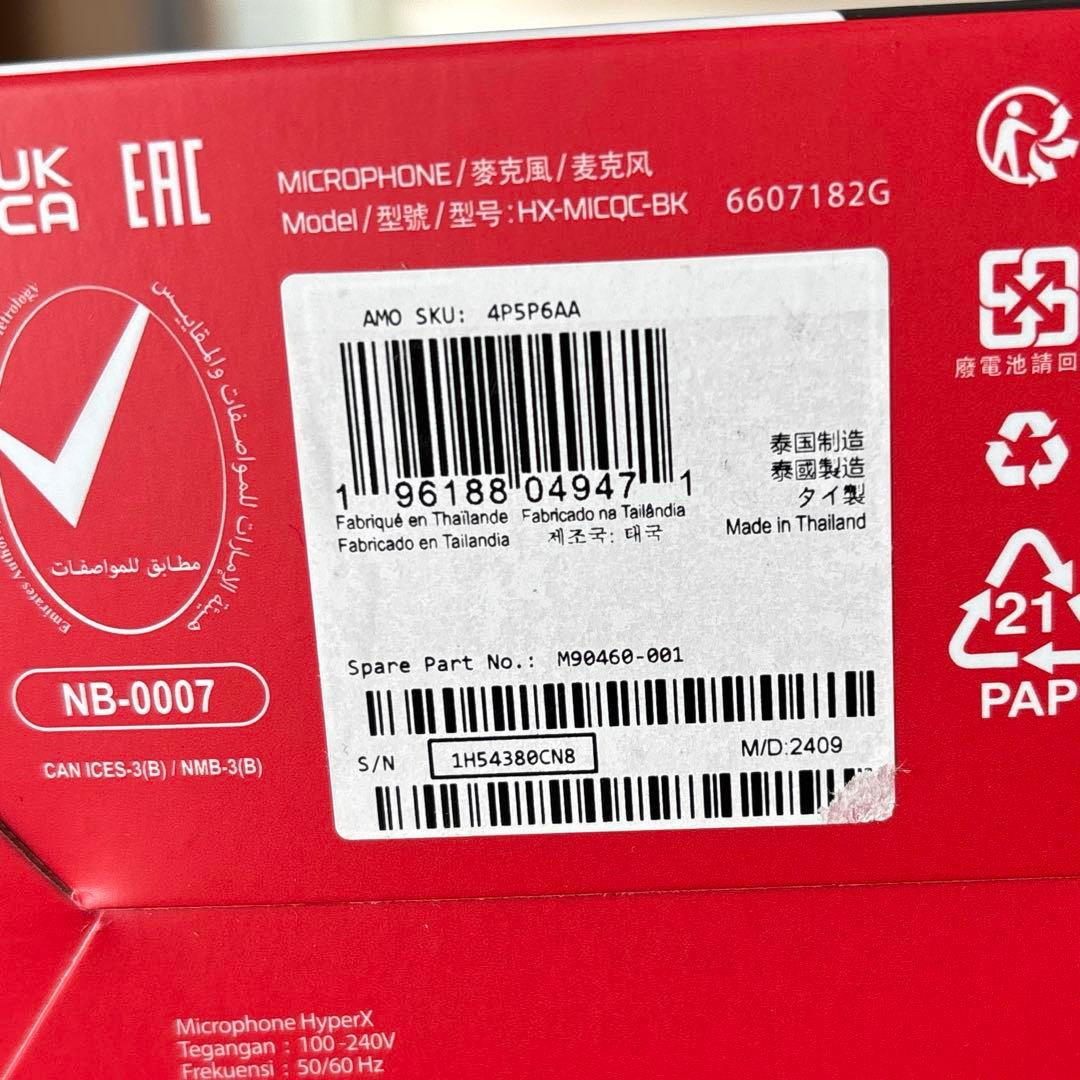 UK
CA
EAC
MICROPHONE / 麥克風 / 麦克风
Model / 型號 / 型号 : HX-MICQC-BK 6607182G
هيئة الإمارات للمواصفات والمقاييس
مطابق للمواصفات
NB-0007
CAN ICES-3(B) / NMB-3(B)
AMO SKU: 4P5P6AA
1 96188 04947 1
Fabriqué en Thaïlande Fabricado na Tailândia
Fabricado en Tailandia 제조국: 태국
泰国制造
泰國製造
タイ製
Made in Thailand
Spare Part No.: M90460-001
S/N 1H54380CN8 M/D:2409
廢電池請回
21
PAP
Microphone HyperX
Tegangan : 100 -240V
Frekuensi : 50/60 Hz